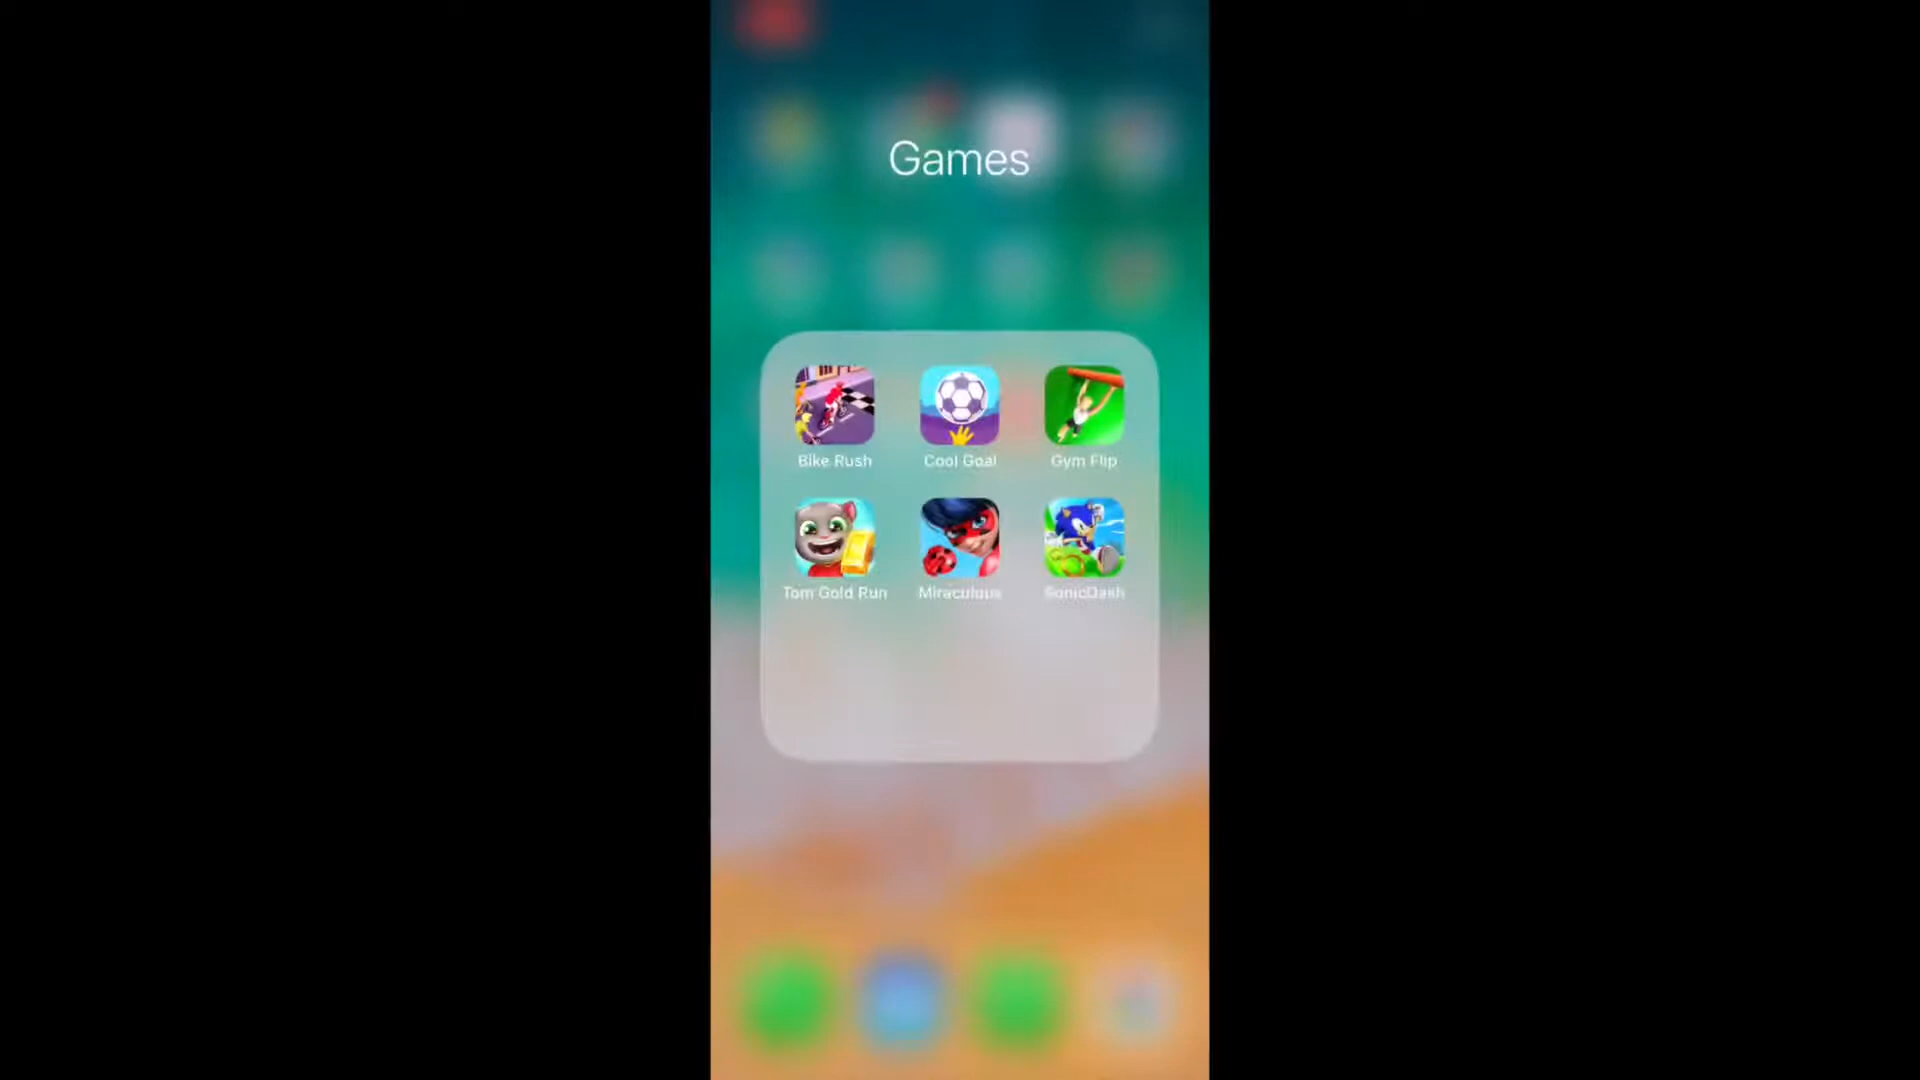 Games
Bike Rush
Cool Goal
Gym Flip
Tom Gold Run
Miraculous
SonicDash